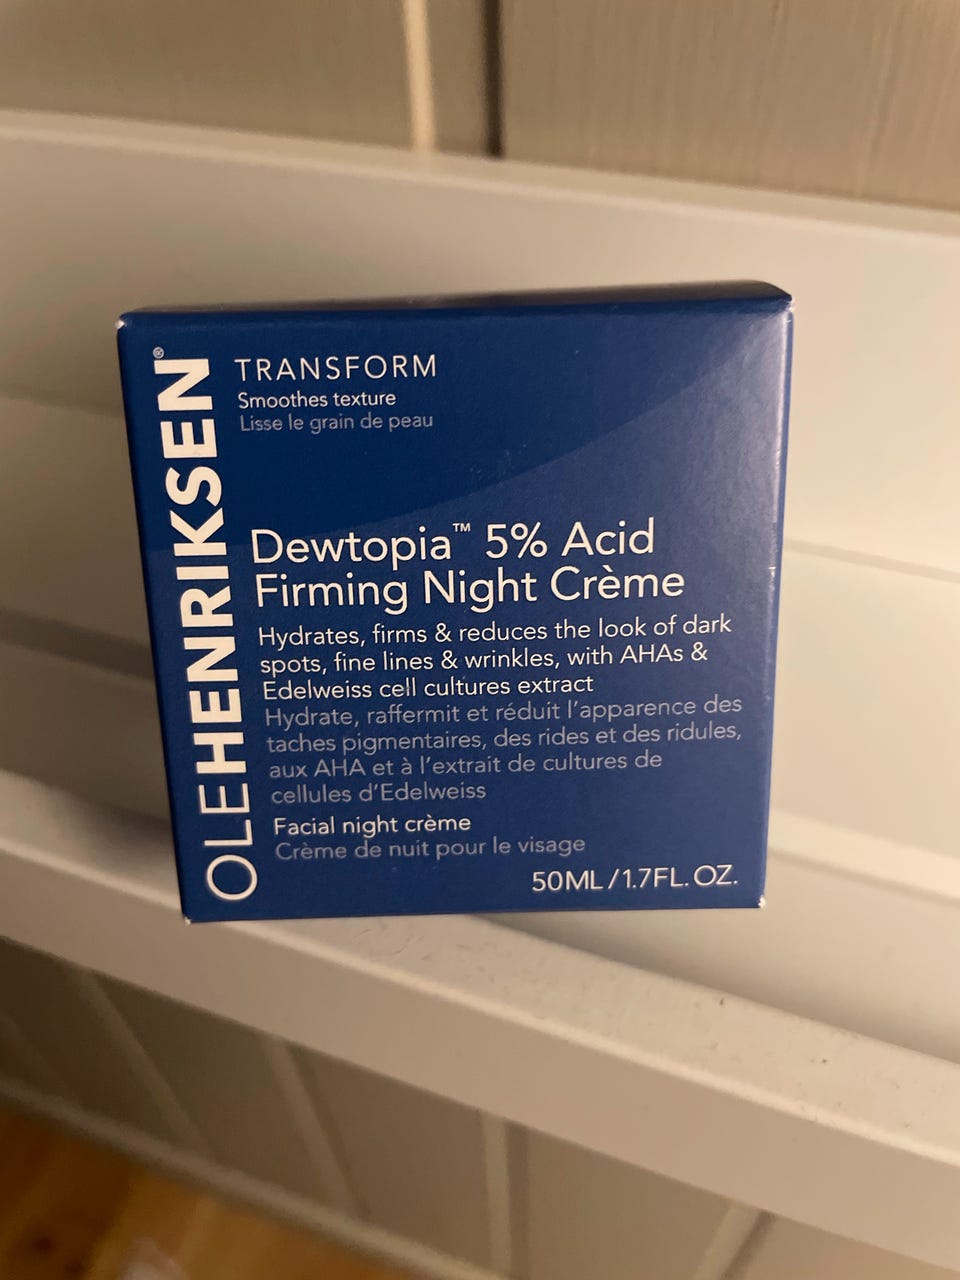 OLEHENRIKSEN®
TRANSFORM
Smoothes texture
Lisse le grain de peau
Dewtopia™ 5% Acid
Firming Night Crème
Hydrates, firms & reduces the look of dark
spots, fine lines & wrinkles, with AHAs &
Edelweiss cell cultures extract
Hydrate, raffermit et réduit l'apparence des
taches pigmentaires, des rides et des ridules,
aux AHA et à l'extrait de cultures de
cellules d'Edelweiss
Facial night crème
Crème de nuit pour le visage
50ML/1.7FL. OZ.